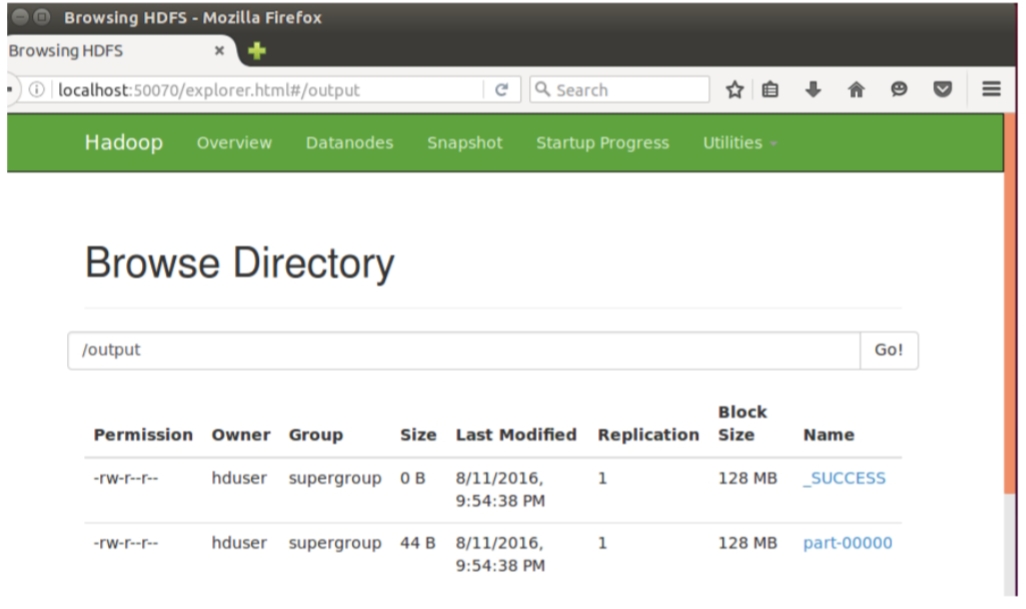 Browsing HDFS - Mozilla Firefox
Browsing HDFS
localhost:50070/explorer.html#/output
Search
Hadoop Overview Datanodes Snapshot Startup Progress Utilities
Browse Directory
/output Go!
Permission Owner Group Size Last Modified Replication Block Size Name
-rw-r--r-- hduser supergroup 0 B 8/11/2016, 9:54:38 PM 1 128 MB _SUCCESS
-rw-r--r-- hduser supergroup 44 B 8/11/2016, 9:54:38 PM 1 128 MB part-00000